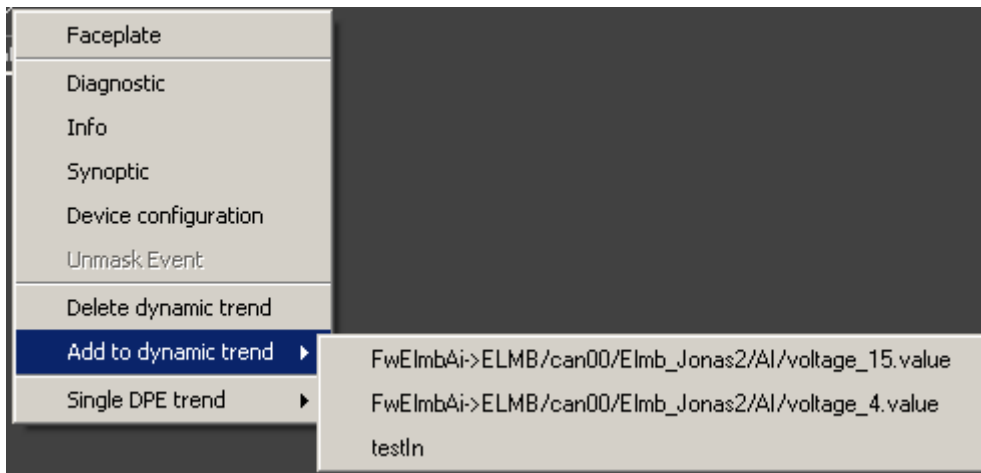 Faceplate
Diagnostic
Info
Synoptic
Device configuration
Unmask Event
Delete dynamic trend
Add to dynamic trend
Single DPE trend
FwElmbAi->ELMB/can00/Elmb_Jonas2/AI/voltage_15.value
FwElmbAi->ELMB/can00/Elmb_Jonas2/AI/voltage_4.value
testIn